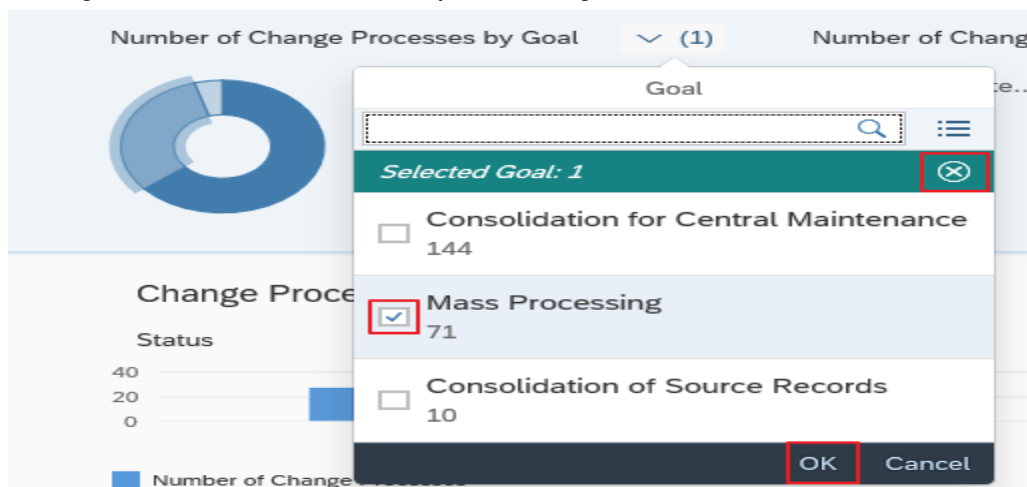 Number of Change Processes by Goal (1) Number of Chang
Goal
Selected Goal: 1
Consolidation for Central Maintenance
144
Change Proce
Mass Processing
71
Status
40
20
0
Consolidation of Source Records
10
OK Cancel
Number of Change